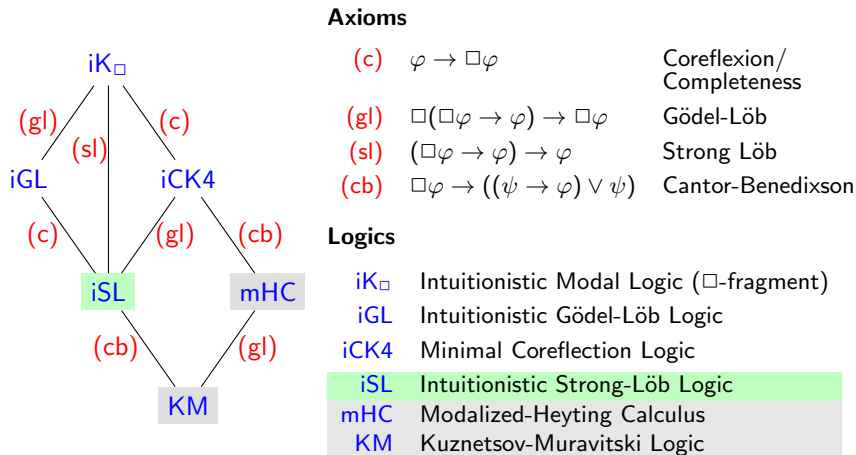 iK□
(gl)
(sl)
(c)
iGL
iCK4
(c)
(gl)
(cb)
iSL
mHC
(cb)
(gl)
KM
Axioms
(c) φ → □φ Coreflexion/
Completeness
(gl) □(□φ → φ) → □φ Gödel-Löb
(sl) (□φ → φ) → φ Strong Löb
(cb) □φ → ((ψ → φ) ∨ ψ) Cantor-Benedixson
Logics
iK□ Intuitionistic Modal Logic (□-fragment)
iGL Intuitionistic Gödel-Löb Logic
iCK4 Minimal Coreflection Logic
iSL Intuitionistic Strong-Löb Logic
mHC Modalized-Heyting Calculus
KM Kuznetsov-Muravitski Logic